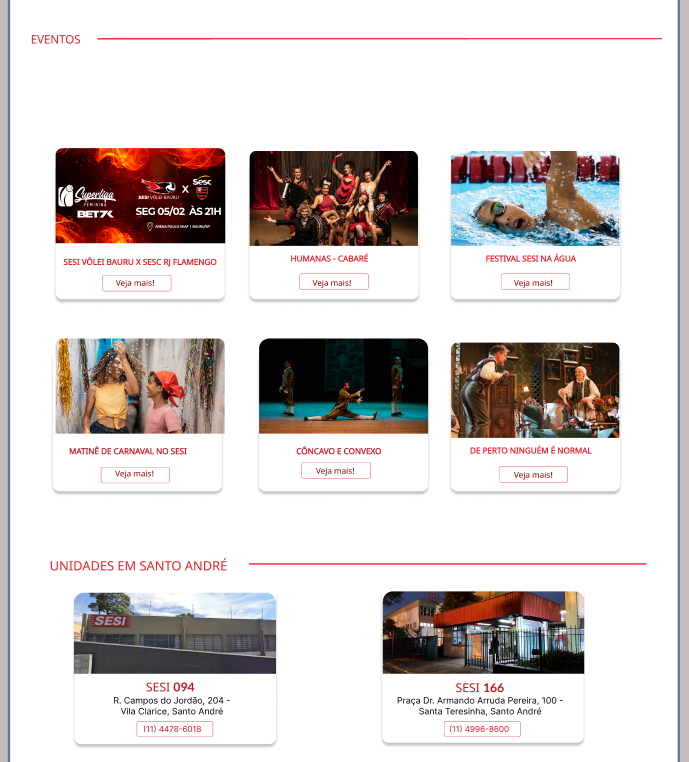 EVENTOS
Superliga
FEMININA
BET7K
SESI VÔLEI BAURU
X
Sesc
SEG 05/02 ÀS 21H
ARENA PAULO SKAF | BAURU/SP
SESI VÔLEI BAURU X SESC RJ FLAMENGO
Veja mais!
HUMANAS - CABARÉ
Veja mais!
FESTIVAL SESI NA ÁGUA
Veja mais!
MATINÊ DE CARNAVAL NO SESI
Veja mais!
CÔNCAVO E CONVEXO
Veja mais!
DE PERTO NINGUÉM É NORMAL
Veja mais!
UNIDADES EM SANTO ANDRÉ
SESI
SESI 094
R. Campos do Jordão, 204 -
Vila Clarice, Santo André
(11) 4478-6018
SESI 166
Praça Dr. Armando Arruda Pereira, 100 -
Santa Teresinha, Santo André
(11) 4996-8600